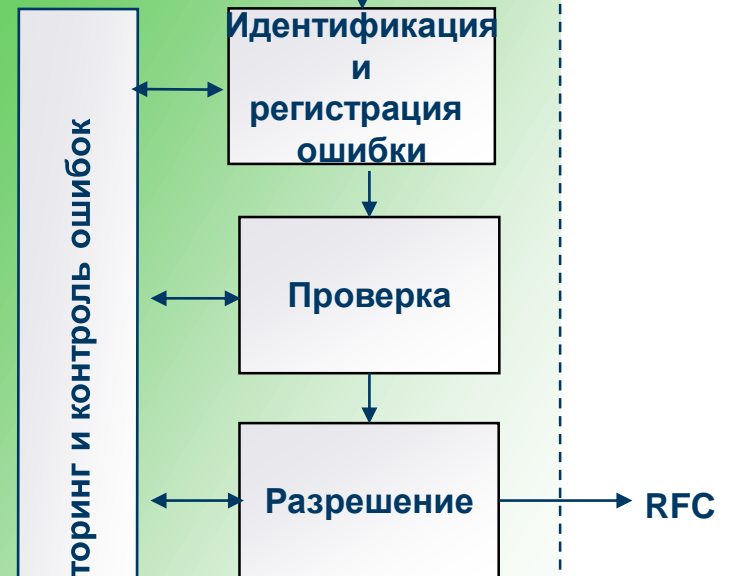 Идентификация
и
регистрация
ошибки
торинг и контроль ошибок
Проверка
Разрешение
RFC